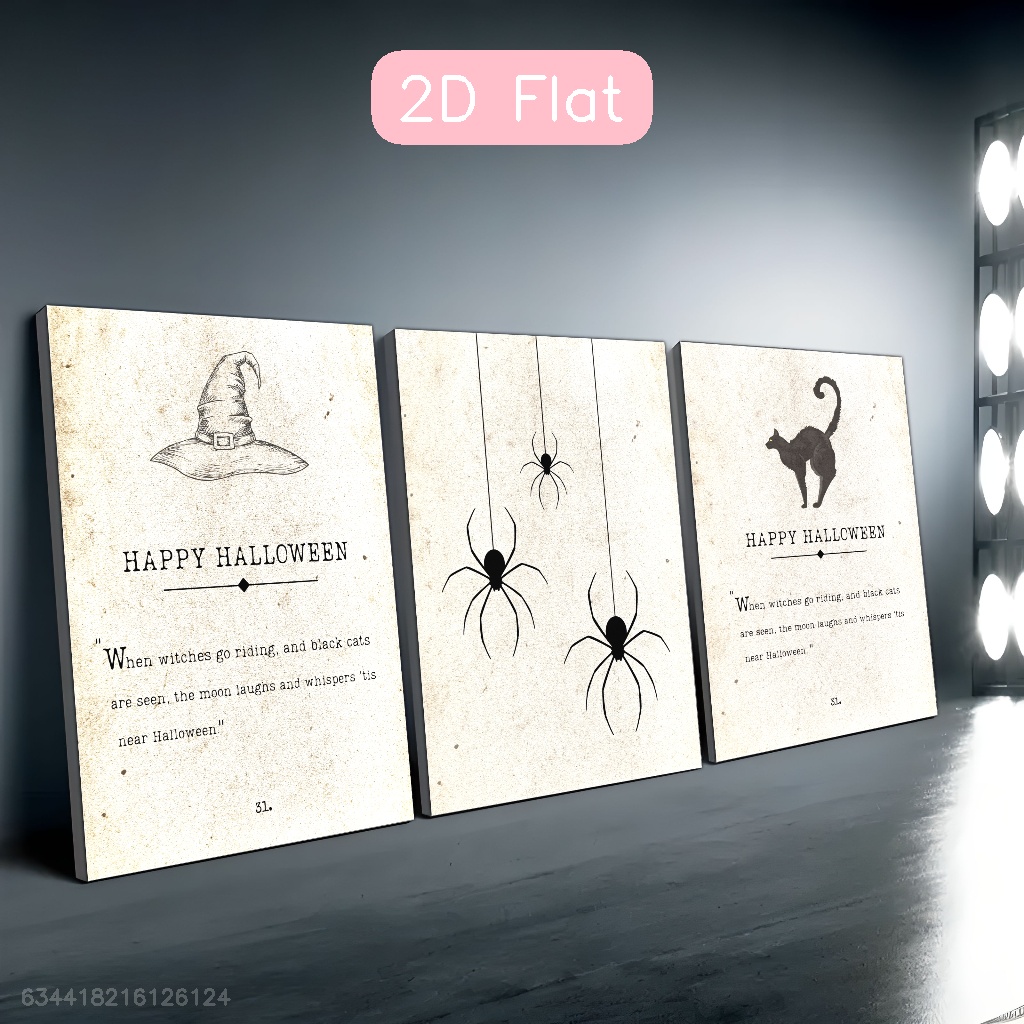 2D Flat
HAPPY HALLOWEEN
"When witches go riding, and black cats
are seen, the moon laughs and whispers 'tis
near Halloween"
31.
HAPPY HALLOWEEN
"When witches go riding, and black cats
are seen, the moon laughs and whispers 'tis
near Halloween."
31.
634418216126124